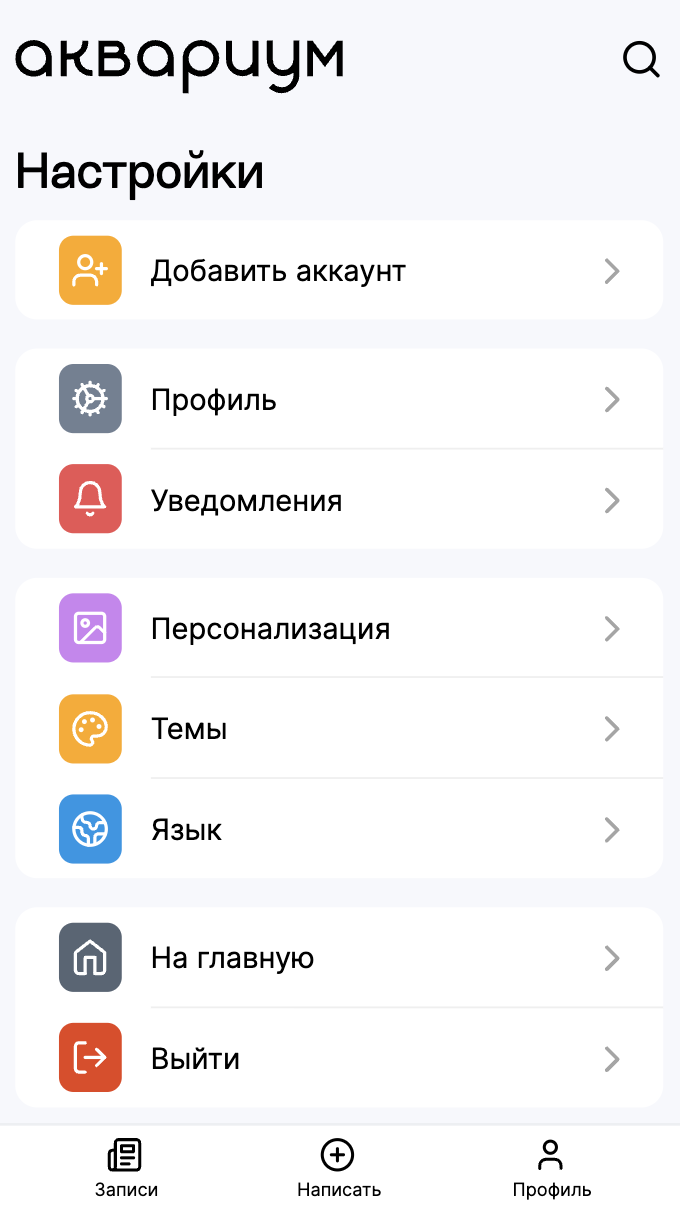 аквариум
Настройки
Добавить аккаунт
Профиль
Уведомления
Персонализация
Темы
Язык
На главную
Выйти
Записи
Написать
Профиль